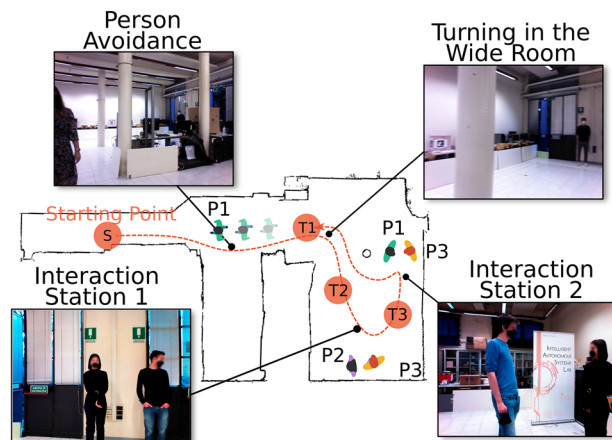 Person
Avoidance
Turning in the
Wide Room
P1
Starting Point
S
T1
P1
P3
T2
T3
Interaction
Station 1
Interaction
Station 2
P2
P3
INTELLIGENT
AUTONOMOUS
SYSTEMS
LAB